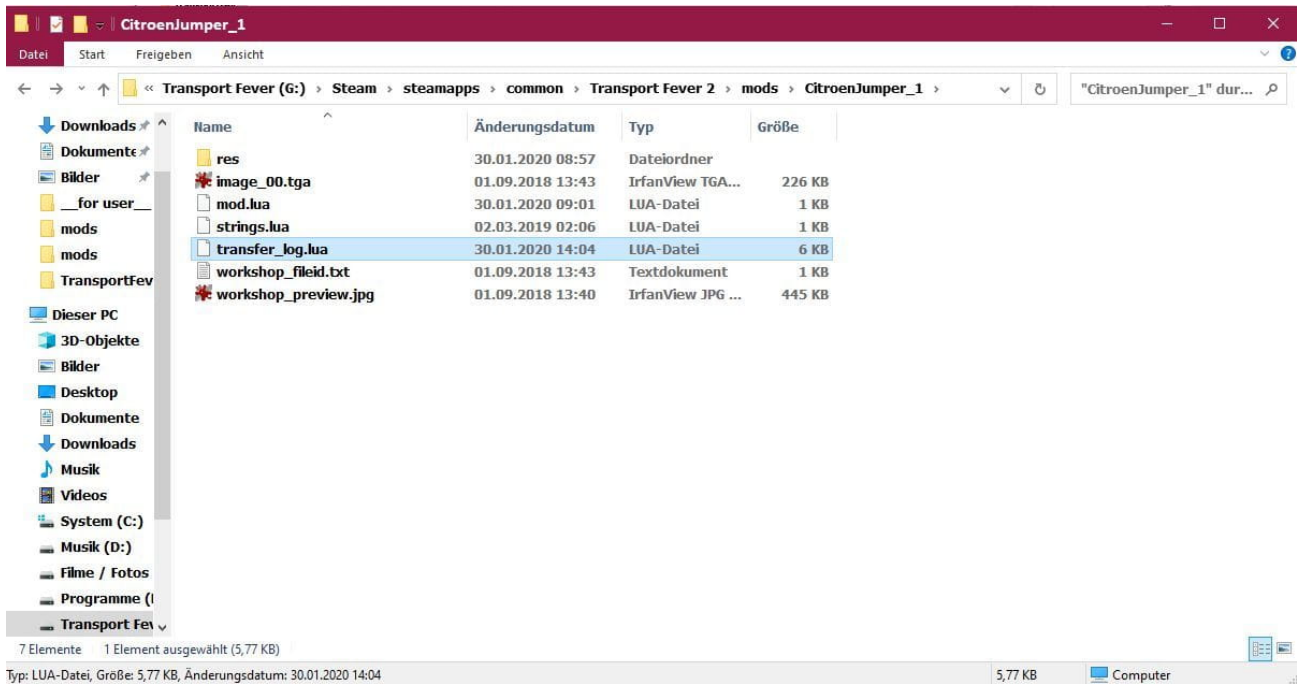 CitroenJumper_1
Datei Start Freigeben Ansicht
« Transport Fever (G:) › Steam › steamapps › common › Transport Fever 2 › mods › CitroenJumper_1 ›
"CitroenJumper_1" dur...
Downloads
Dokumente
Bilder
__for user__
mods
mods
TransportFev
Dieser PC
3D-Objekte
Bilder
Desktop
Dokumente
Downloads
Musik
Videos
System (C:)
Musik (D:)
Filme / Fotos
Programme (
Transport Fev
Name Änderungsdatum Typ Größe
res 30.01.2020 08:57 Dateiordner
image_00.tga 01.09.2018 13:43 IrfanView TGA... 226 KB
mod.lua 30.01.2020 09:01 LUA-Datei 1 KB
strings.lua 02.03.2019 02:06 LUA-Datei 1 KB
transfer_log.lua 30.01.2020 14:04 LUA-Datei 6 KB
workshop_fileid.txt 01.09.2018 13:43 Textdokument 1 KB
workshop_preview.jpg 01.09.2018 13:40 IrfanView JPG ... 445 KB
7 Elemente 1 Element ausgewählt (5,77 KB)
Typ: LUA-Datei, Größe: 5,77 KB, Änderungsdatum: 30.01.2020 14:04 5,77 KB Computer